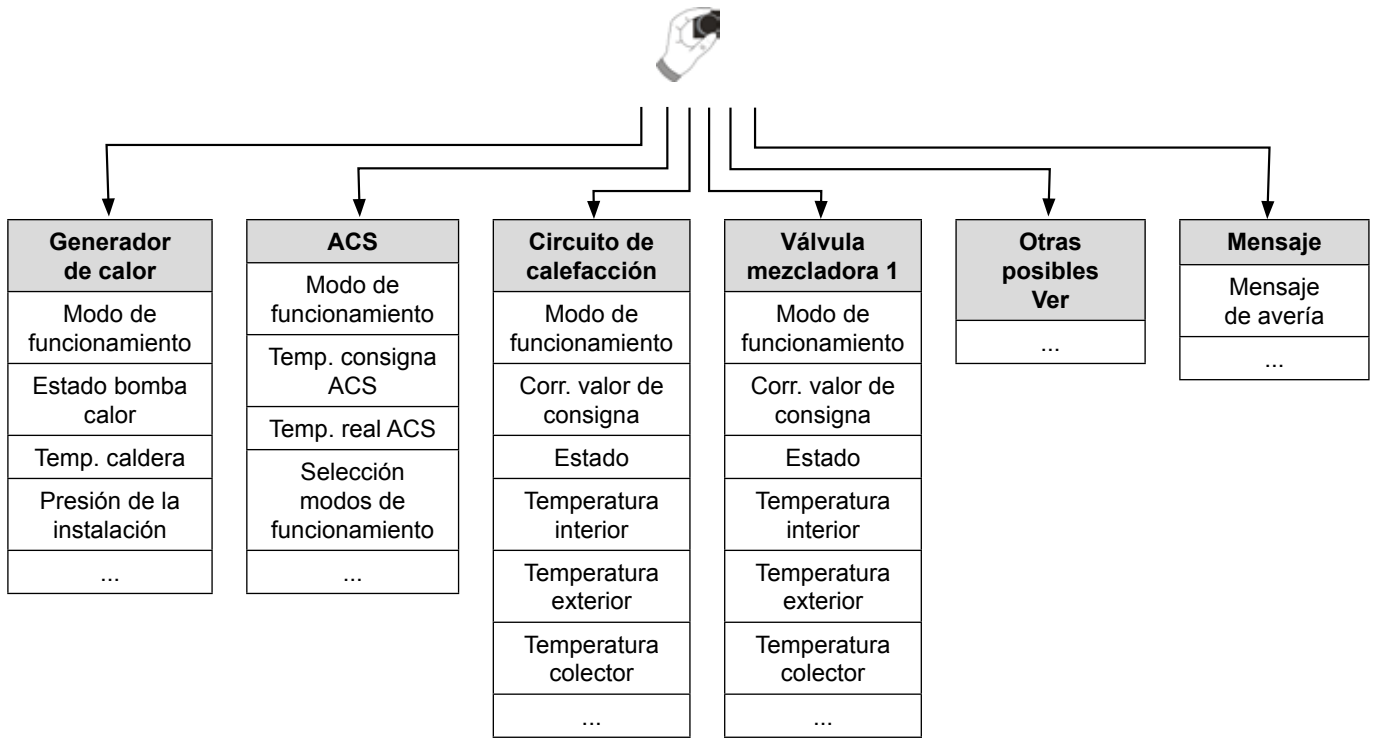 Generador
de calor
Modo de
funcionamiento
Estado bomba
calor
Temp. caldera
Presión de la
instalación
...
ACS
Modo de
funcionamiento
Temp. consigna
ACS
Temp. real ACS
Selección
modos de
funcionamiento
...
Circuito de
calefacción
Modo de
funcionamiento
Corr. valor de
consigna
Estado
Temperatura
interior
Temperatura
exterior
Temperatura
colector
...
Válvula
mezcladora 1
Modo de
funcionamiento
Corr. valor de
consigna
Estado
Temperatura
interior
Temperatura
exterior
Temperatura
colector
...
Otras
posibles
Ver
...
Mensaje
Mensaje
de avería
...